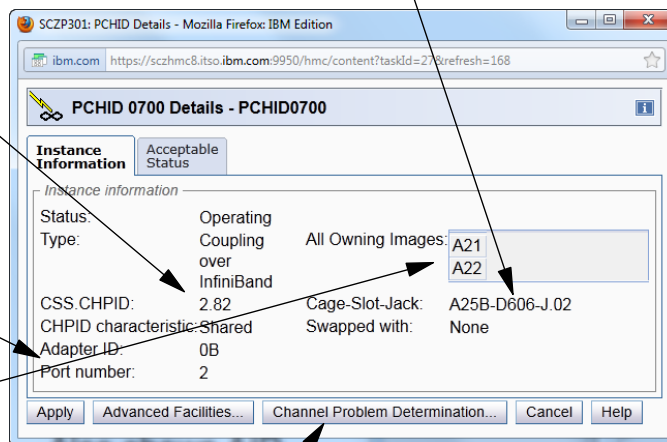 SCZP301: PCHID Details - Mozilla Firefox: IBM Edition
ibm.com https://sczhmc8.itso.ibm.com:9950/hmc/content?taskId=27&refresh=168
PCHID 0700 Details - PCHID0700
Instance Information
Acceptable Status
Instance information
Status: Operating
Type: Coupling over InfiniBand
All Owning Images: A21
A22
CSS.CHPID: 2.82
Cage-Slot-Jack: A25B-D606-J.02
CHPID characteristic: Shared
Swapped with: None
Adapter ID: 0B
Port number: 2
Apply
Advanced Facilities...
Channel Problem Determination...
Cancel
Help